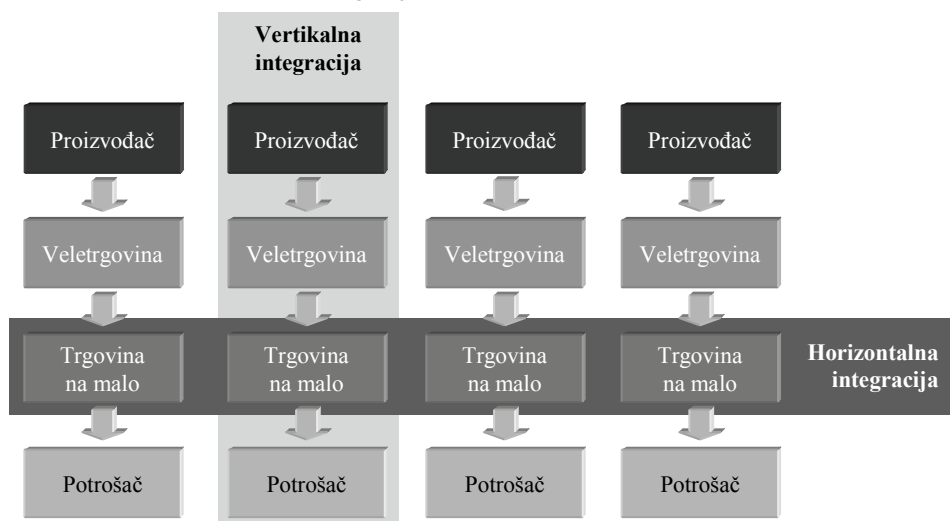 Vertikalna
integracija
Proizvođač
Proizvođač
Proizvođač
Proizvođač
Veletrgovina
Veletrgovina
Veletrgovina
Veletrgovina
Trgovina
na malo
Trgovina
na malo
Trgovina
na malo
Trgovina
na malo
Horizontalna
integracija
Potrošač
Potrošač
Potrošač
Potrošač